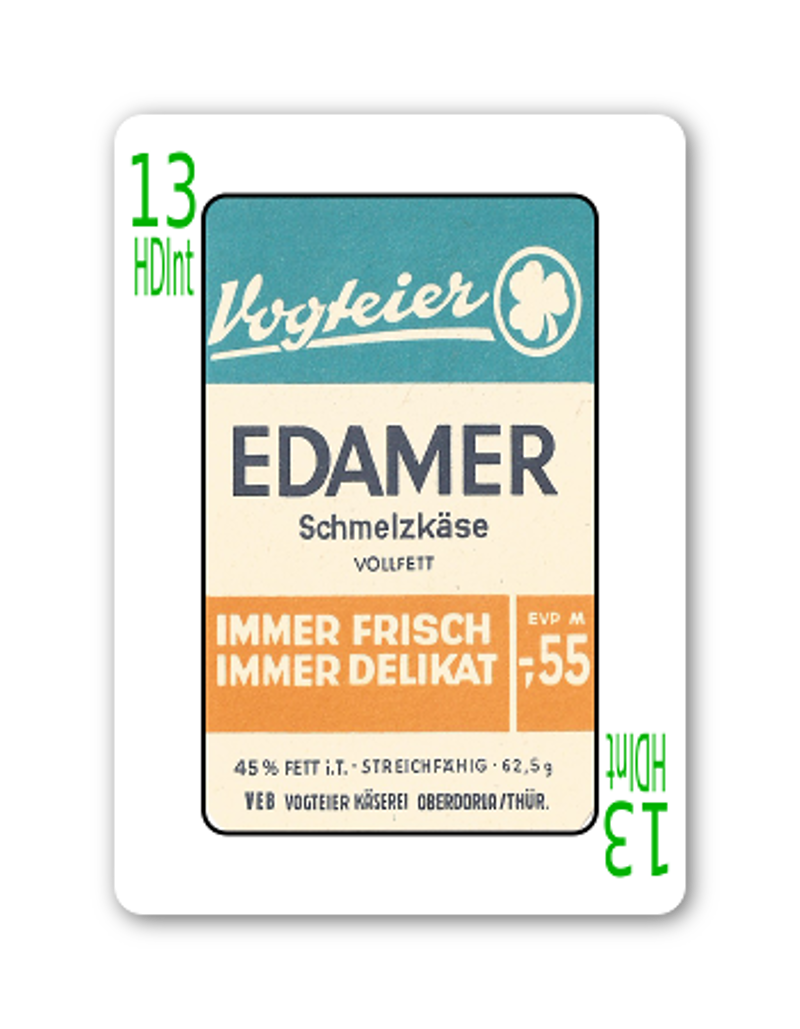 13
HDInt
Vogteier
EDAMER
Schmelzkäse
VOLLFETT
IMMER FRISCH
IMMER DELIKAT
EVP M
-,55
45% FETT i.T. · STREICHFÄHIG · 62,5g
VEB VOGTEIER KÄSEREI OBERDORLA/THÜR.
HDInt
13